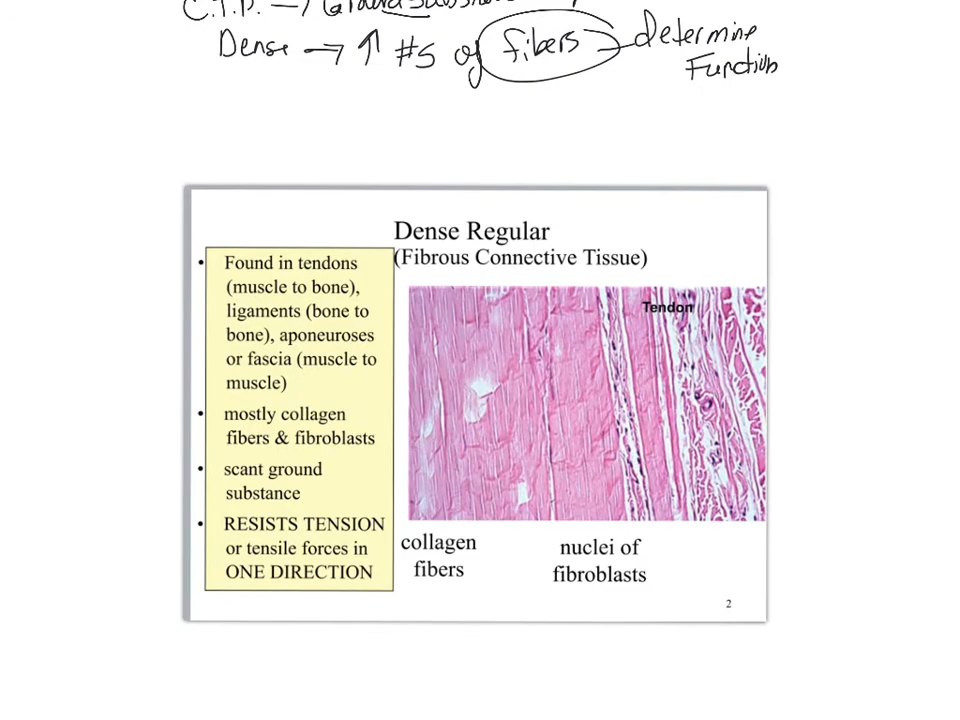 C.T.P. → Ground
Dense → ↑ #s of fibers → determine
Function
Dense Regular
(Fibrous Connective Tissue)
• Found in tendons
(muscle to bone),
ligaments (bone to
bone), aponeuroses
or fascia (muscle to
muscle)
• mostly collagen
fibers & fibroblasts
• scant ground
substance
• RESISTS TENSION
or tensile forces in
ONE DIRECTION
Tendon
collagen
fibers
nuclei of
fibroblasts
2